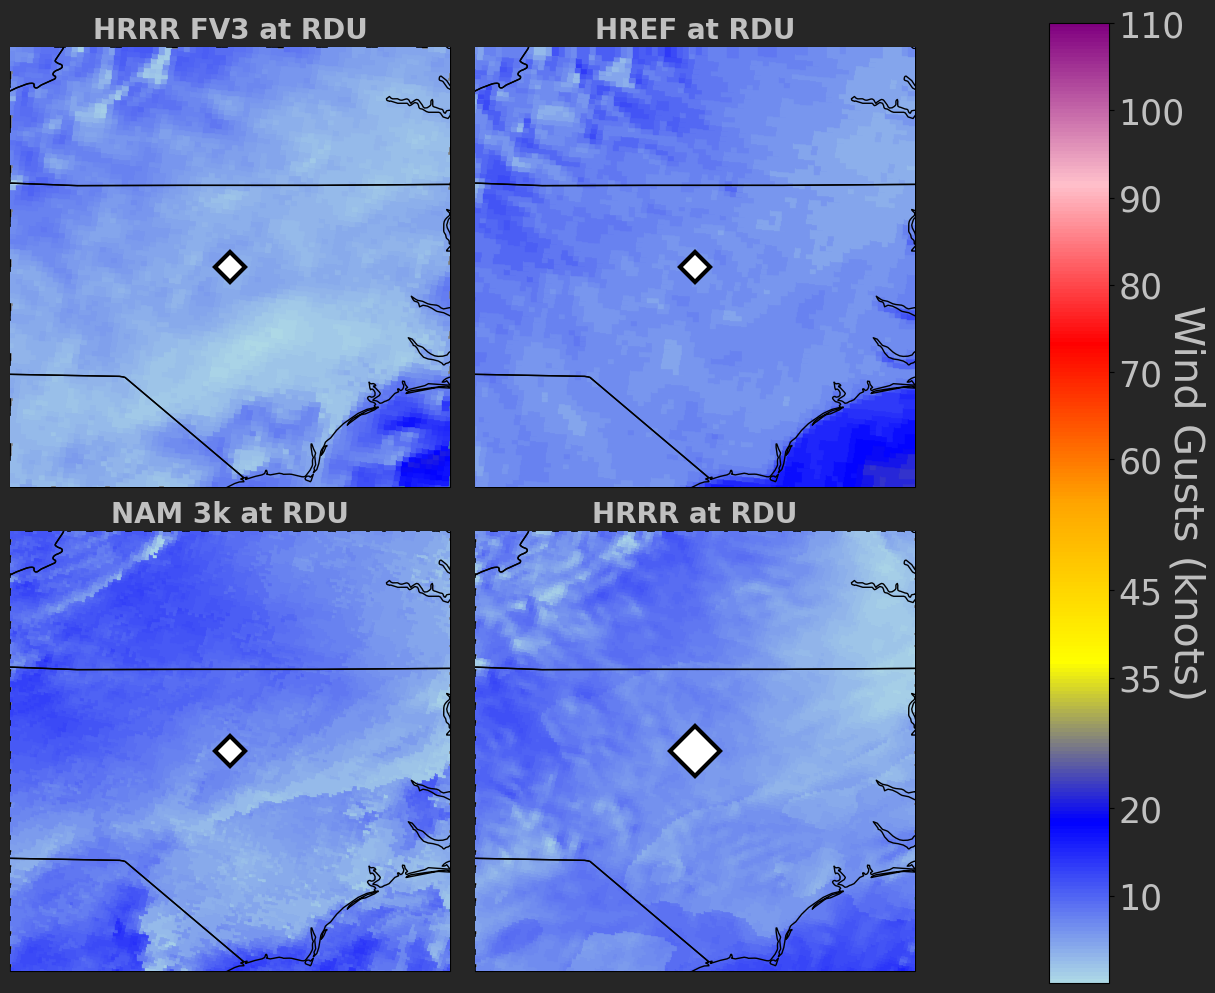 HRRR FV3 at RDU
HREF at RDU
NAM 3k at RDU
HRRR at RDU
110
100
90
80
70
60
45
35
20
10
Wind Gusts (knots)